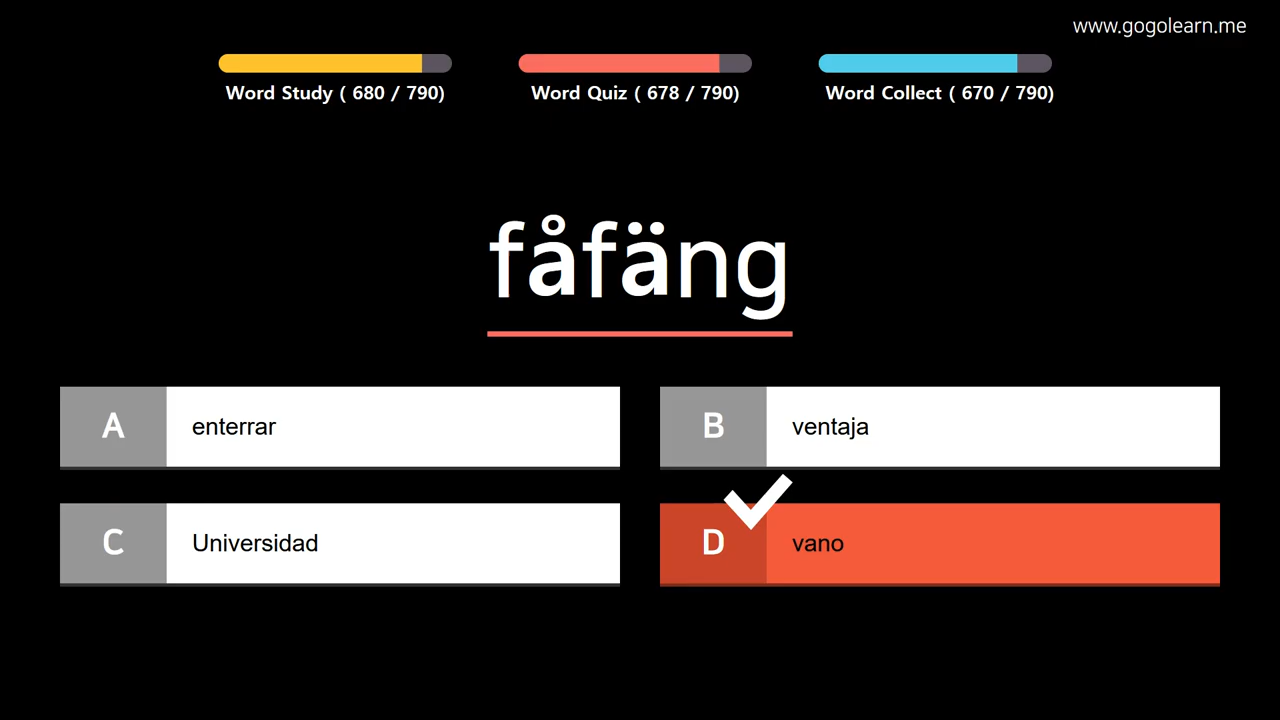 www.gogolearn.me
Word Study ( 680 / 790)
Word Quiz ( 678 / 790)
Word Collect ( 670 / 790)
fåfäng
A enterrar
B ventaja
C Universidad
D vano